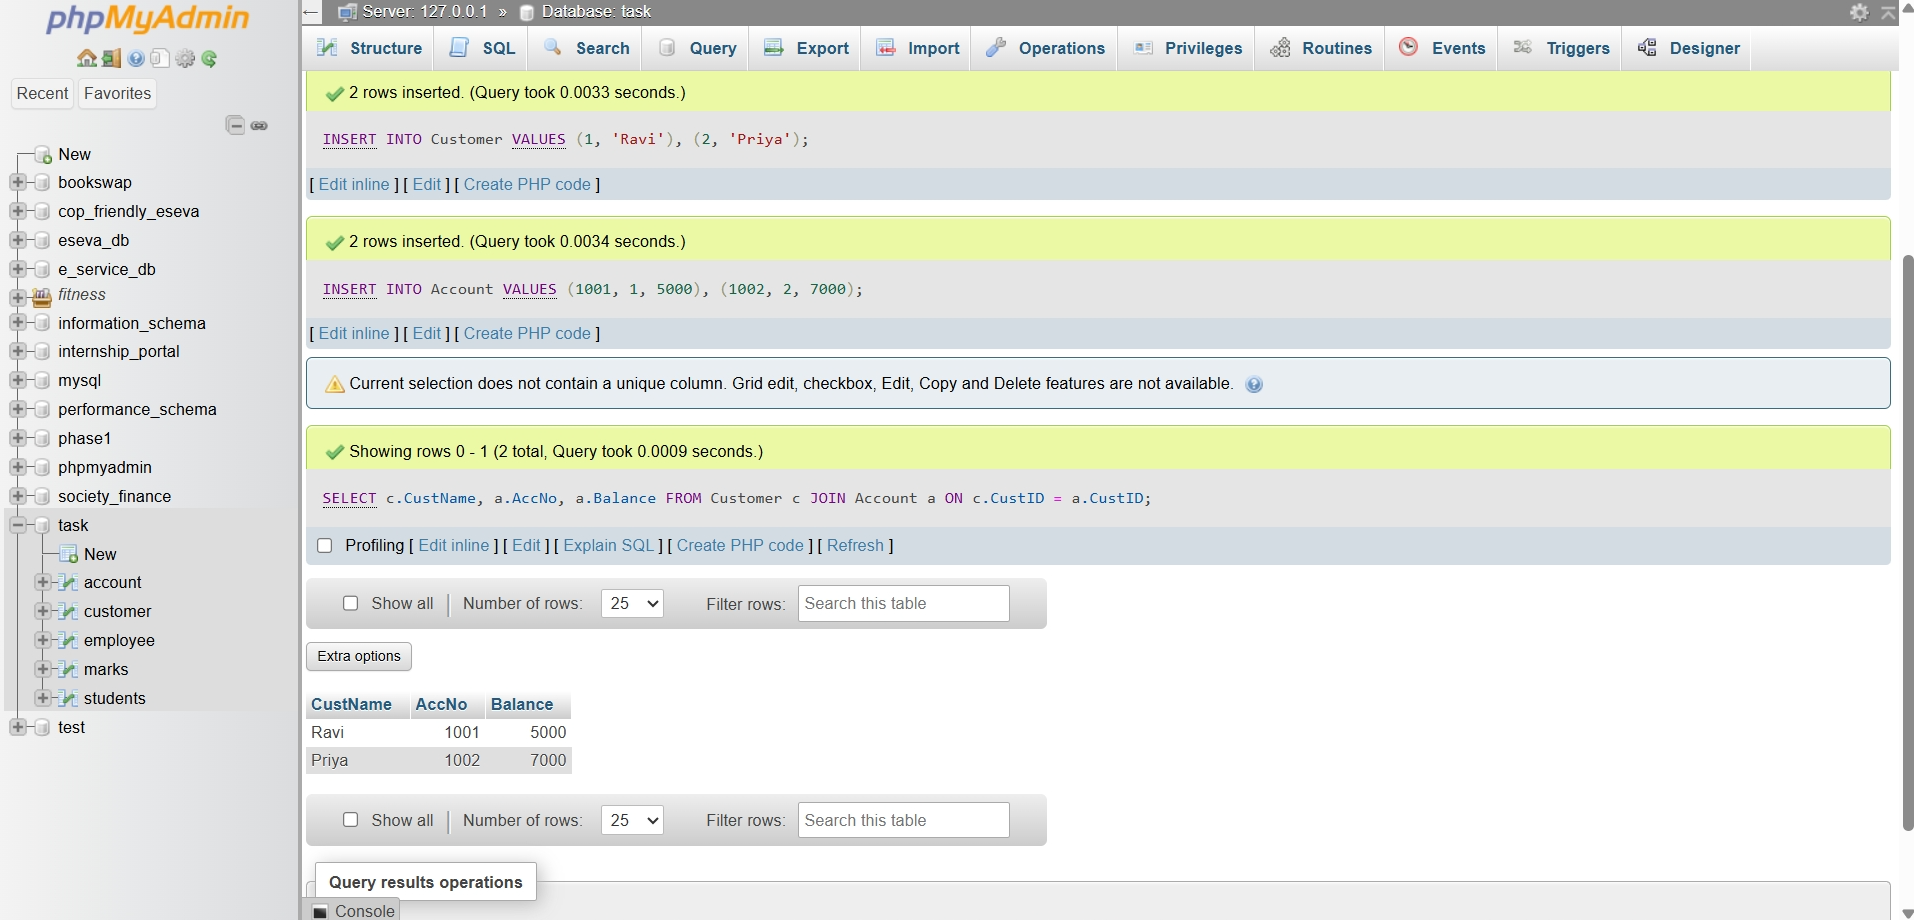 phpMyAdmin
Recent Favorites
New
bookswap
cop_friendly_eseva
eseva_db
e_service_db
fitness
information_schema
internship_portal
mysql
performance_schema
phase1
phpmyadmin
society_finance
task
New
account
customer
employee
marks
students
test
Server: 127.0.0.1 » Database: task
Structure SQL Search Query Export Import Operations Privileges Routines Events Triggers Designer
2 rows inserted. (Query took 0.0033 seconds.)
INSERT INTO Customer VALUES (1, 'Ravi'), (2, 'Priya');
[ Edit inline ] [ Edit ] [ Create PHP code ]
2 rows inserted. (Query took 0.0034 seconds.)
INSERT INTO Account VALUES (1001, 1, 5000), (1002, 2, 7000);
[ Edit inline ] [ Edit ] [ Create PHP code ]
Current selection does not contain a unique column. Grid edit, checkbox, Edit, Copy and Delete features are not available.
Showing rows 0 - 1 (2 total, Query took 0.0009 seconds.)
SELECT c.CustName, a.AccNo, a.Balance FROM Customer c JOIN Account a ON c.CustID = a.CustID;
Profiling [ Edit inline ] [ Edit ] [ Explain SQL ] [ Create PHP code ] [ Refresh ]
Show all | Number of rows: 25 Filter rows: Search this table
Extra options
CustName AccNo Balance
Ravi 1001 5000
Priya 1002 7000
Show all | Number of rows: 25 Filter rows: Search this table
Query results operations
Console